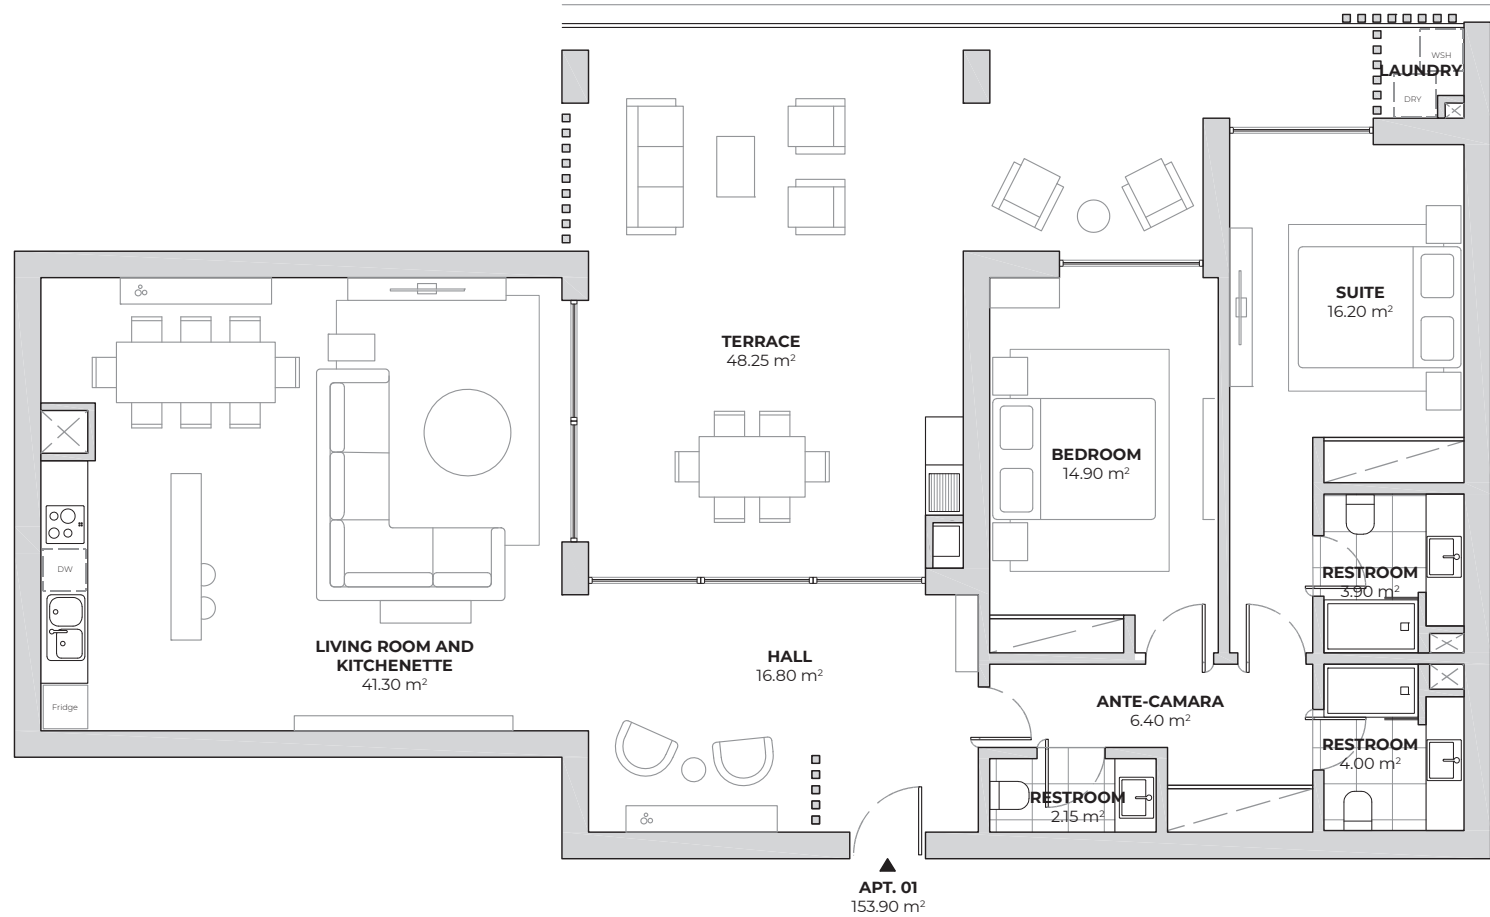 WSH
LAUNDRY
DRY
SUITE
16.20 m²
TERRACE
48.25 m²
BEDROOM
14.90 m²
DW
RESTROOM
3.90 m²
LIVING ROOM AND
KITCHENETTE
41.30 m²
HALL
16.80 m²
Fridge
ANTE-CAMARA
6.40 m²
RESTROOM
4.00 m²
RESTROOM
2.15 m²
APT. 01
153.90 m²